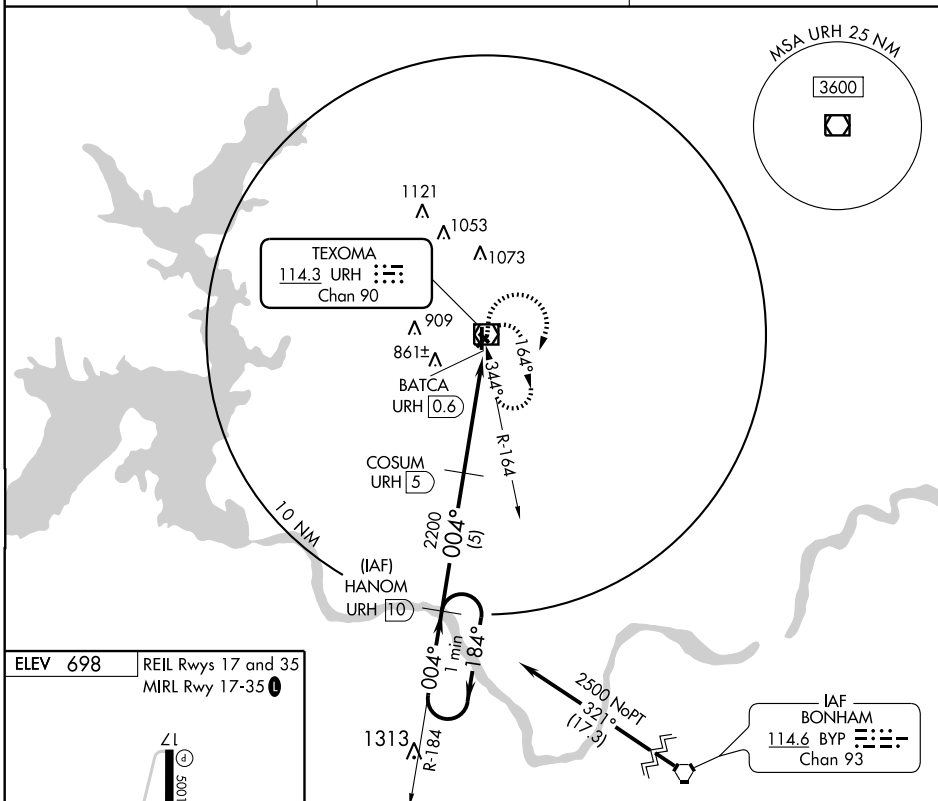 MSA URH 25 NM
3600
1121
1053
1073
TEXOMA
114.3 URH
Chan 90
909
861±
BATCA
URH 0.6
164°
344°
R-164
COSUM
URH 5
10 NM
2200
004°
(5)
(IAF)
HANOM
URH 10
004°
1 min
184°
1313
R-184
2500 NoPT
321°
(17.3)
IAF
BONHAM
114.6 BYP
Chan 93
ELEV 698
REIL Rwys 17 and 35
MIRL Rwy 17-35 L
17
P
5001